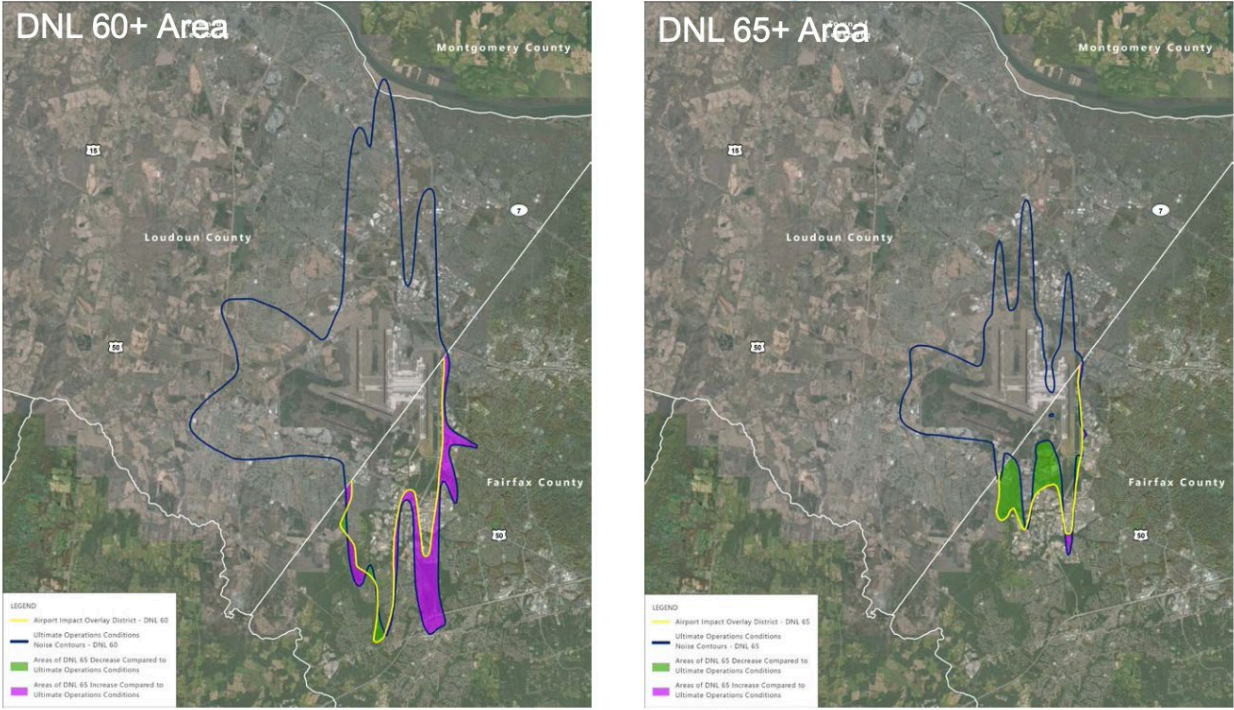 DNL 60+ Area
Montgomery County
15
7
Loudoun County
50
Fairfax County
50
LEGEND
Airport Impact Overlay District - DNL 60
Ultimate Operations Conditions
Noise Contours - DNL 60
Areas of DNL 65 Decrease Compared to
Ultimate Operations Conditions
Areas of DNL 65 Increase Compared to
Ultimate Operations Conditions
DNL 65+ Area
Montgomery County
15
7
Loudoun County
50
Fairfax County
50
LEGEND
Airport Impact Overlay District - DNL 65
Ultimate Operations Conditions
Noise Contours - DNL 65
Areas of DNL 65 Decrease Compared to
Ultimate Operations Conditions
Areas of DNL 65 Increase Compared to
Ultimate Operations Conditions